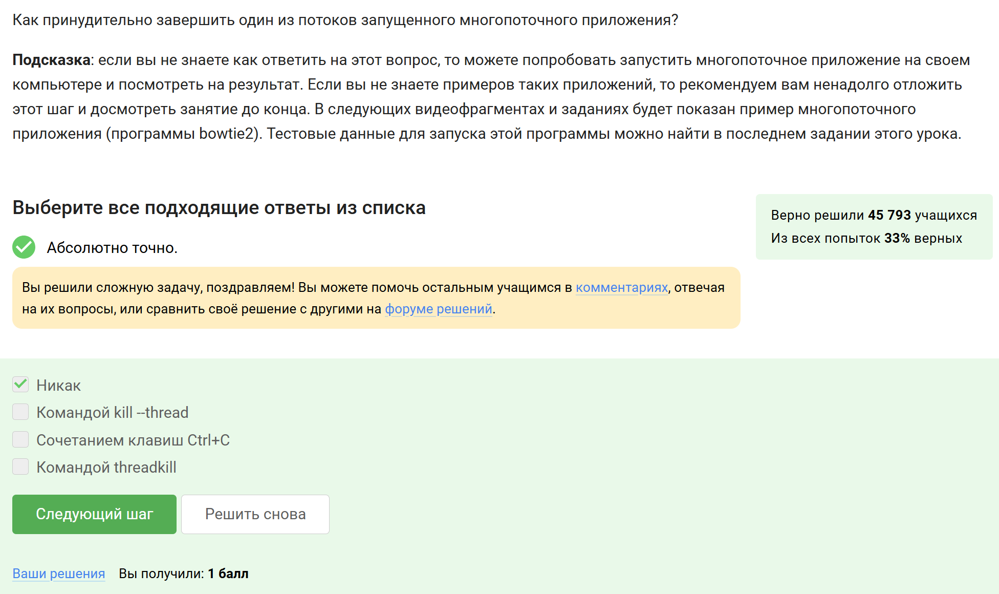 Как принудительно завершить один из потоков запущенного многопоточного приложения?
Подсказка: если вы не знаете как ответить на этот вопрос, то можете попробовать запустить многопоточное приложение на своем
компьютере и посмотреть на результат. Если вы не знаете примеров таких приложений, то рекомендуем вам ненадолго отложить
этот шаг и досмотреть занятие до конца. В следующих видеофрагментах и заданиях будет показан пример многопоточного
приложения (программы bowtie2). Тестовые данные для запуска этой программы можно найти в последнем задании этого урока.
Выберите все подходящие ответы из списка
Верно решили 45 793 учащихся
Из всех попыток 33% верных
Абсолютно точно.
Вы решили сложную задачу, поздравляем! Вы можете помочь остальным учащимся в комментариях, отвечая
на их вопросы, или сравнить своё решение с другими на форуме решений.
Никак
Командой kill --thread
Сочетанием клавиш Ctrl+C
Командой threadkill
Следующий шаг
Решить снова
Ваши решения Вы получили: 1 балл